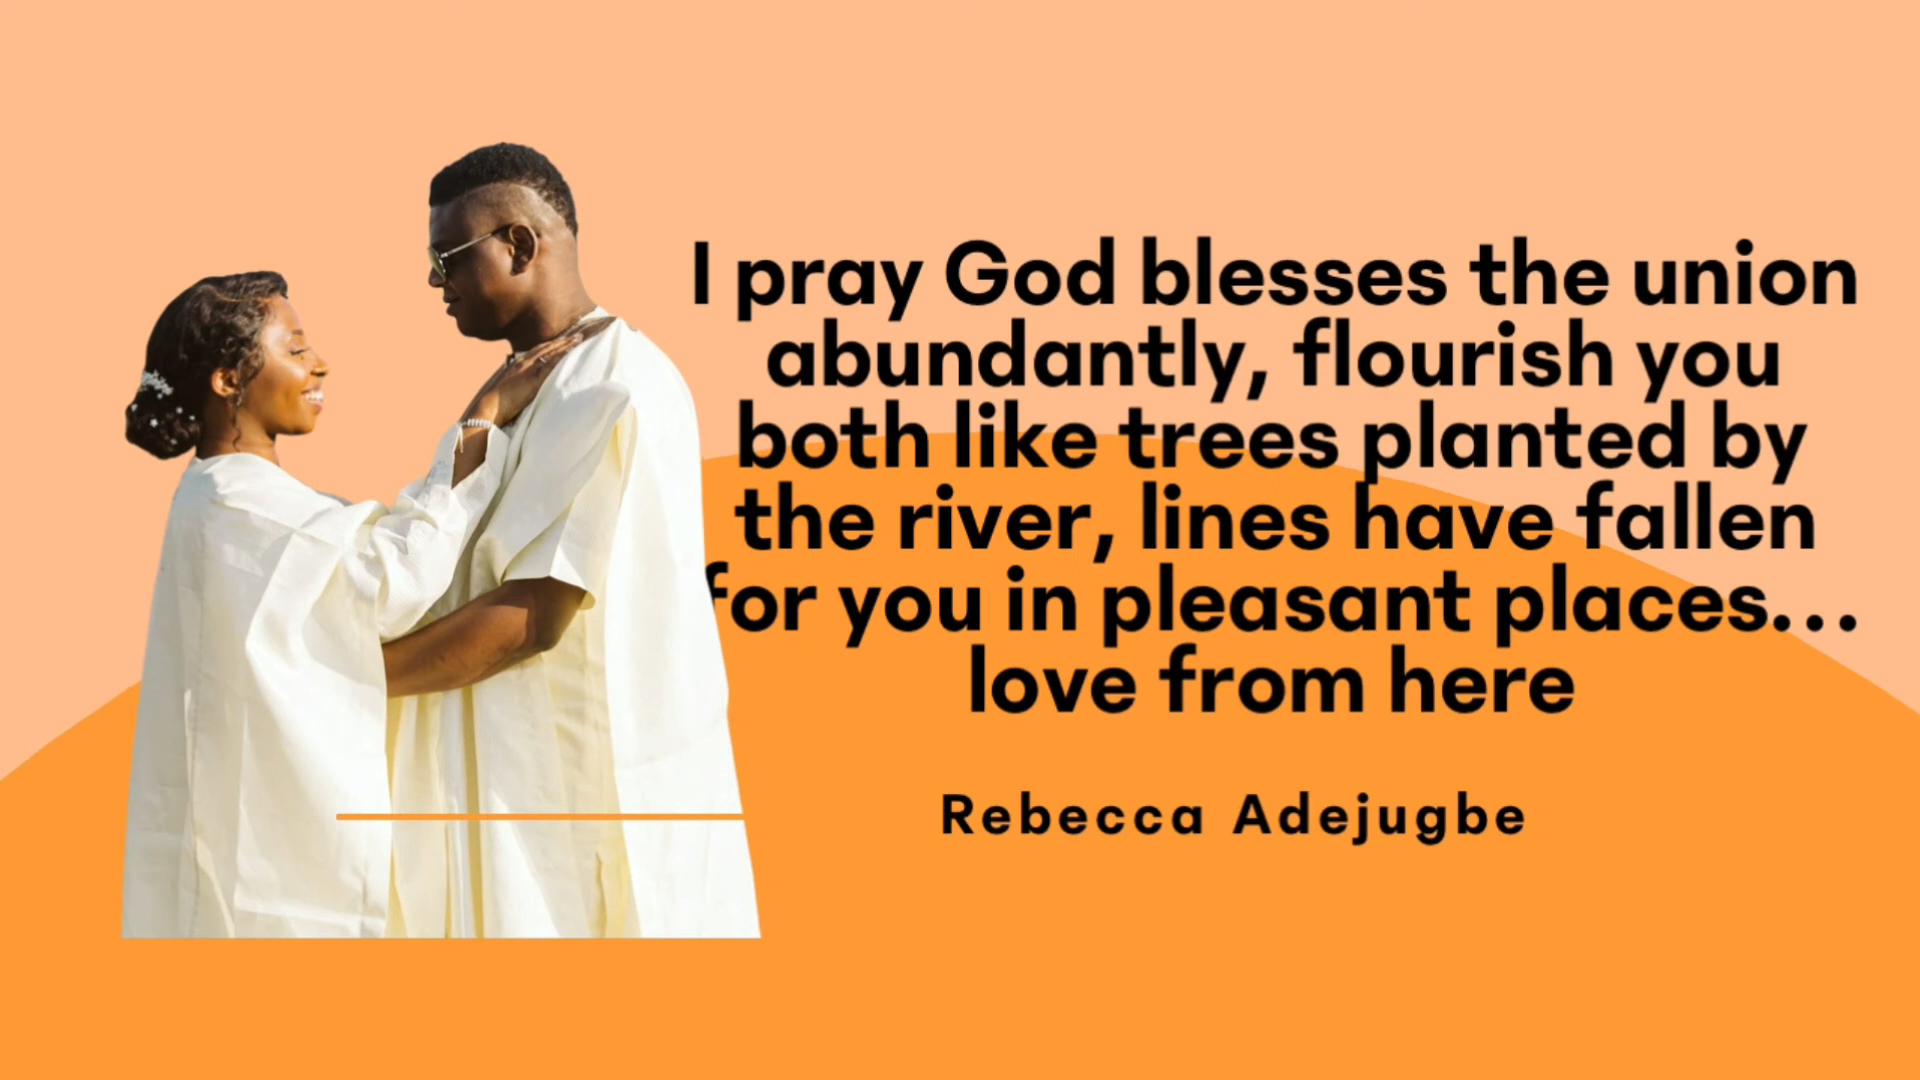 I pray God blesses the union
abundantly, flourish you
both like trees planted by
the river, lines have fallen
for you in pleasant places...
love from here
Rebecca Adejugbe